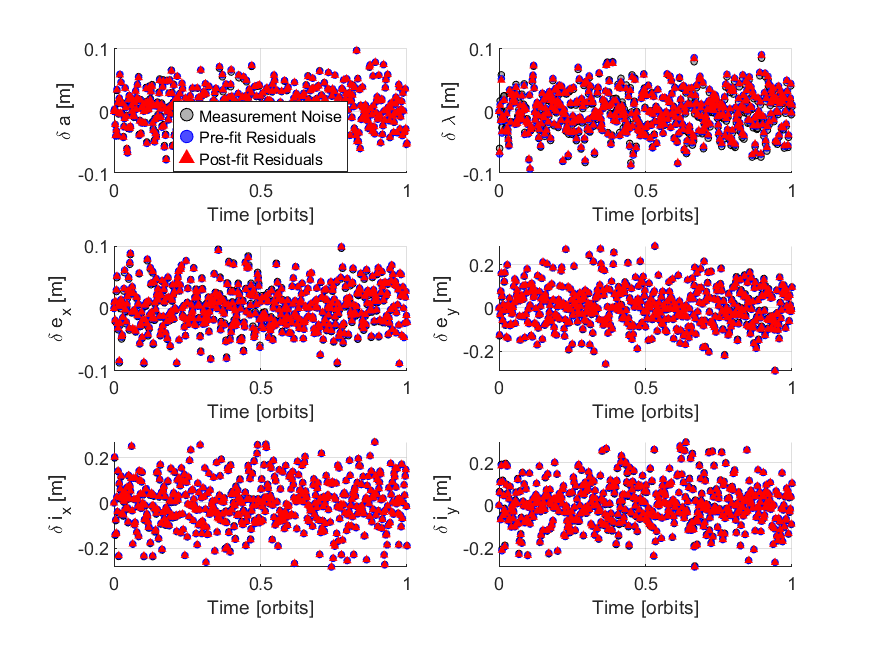 0.1
0
-0.1
δ a [m]
0
0.5
1
Time [orbits]
Measurement Noise
Pre-fit Residuals
Post-fit Residuals
0.1
0
-0.1
δ λ [m]
0
0.5
1
Time [orbits]
0.1
0
-0.1
δ e_x [m]
0
0.5
1
Time [orbits]
0.2
0
-0.2
δ e_y [m]
0
0.5
1
Time [orbits]
0.2
0
-0.2
δ i_x [m]
0
0.5
1
Time [orbits]
0.2
0
-0.2
δ i_y [m]
0
0.5
1
Time [orbits]